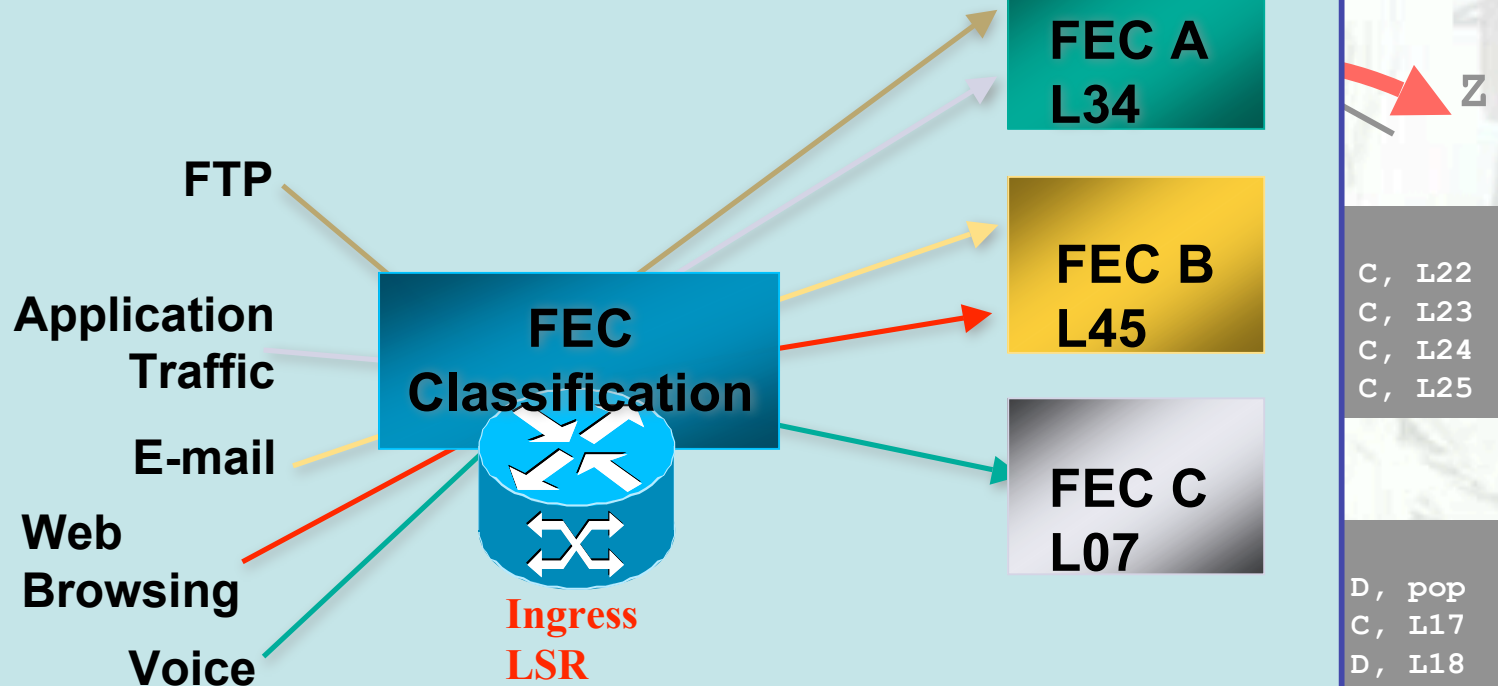 FTP
Application
Traffic
E-mail
Web
Browsing
Voice
FEC
Classification
Ingress
LSR
FEC A
L34
FEC B
L45
FEC C
L07
Z
C, L22
C, L23
C, L24
C, L25
D, pop
C, L17
D, L18